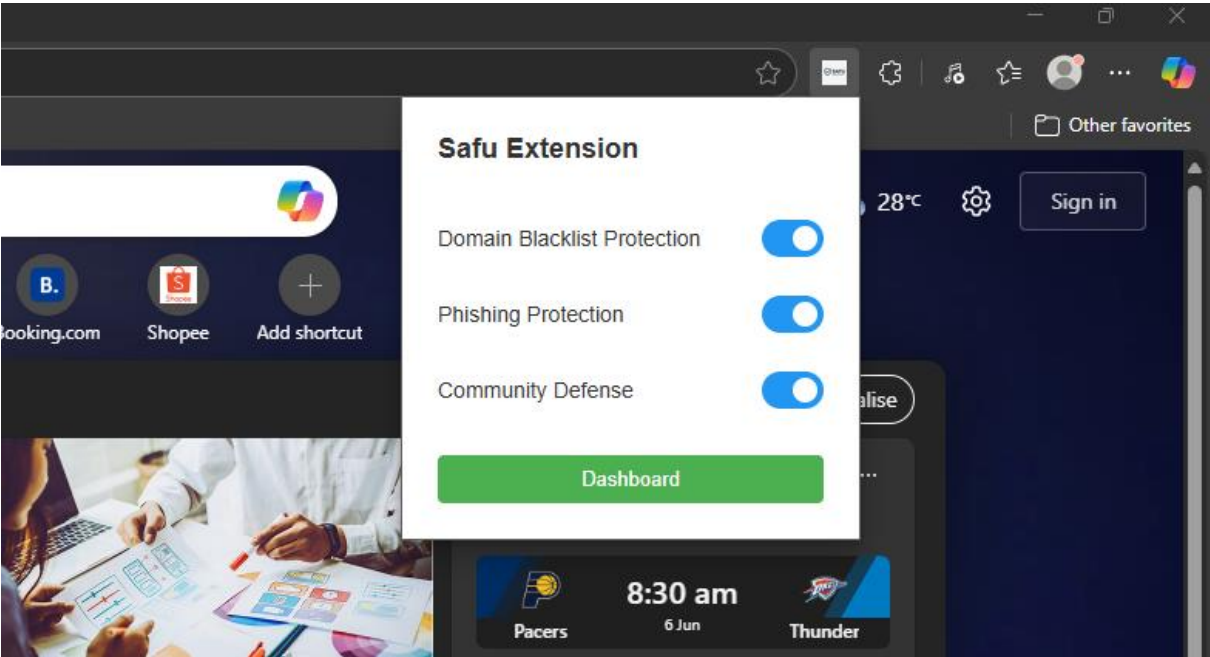 Other favorites
Safu Extension
28°C
Sign in
Domain Blacklist Protection
Phishing Protection
Community Defense
Dashboard
B.
Booking.com
Shopee
Add shortcut
alise
...
8:30 am
6 Jun
Pacers
Thunder